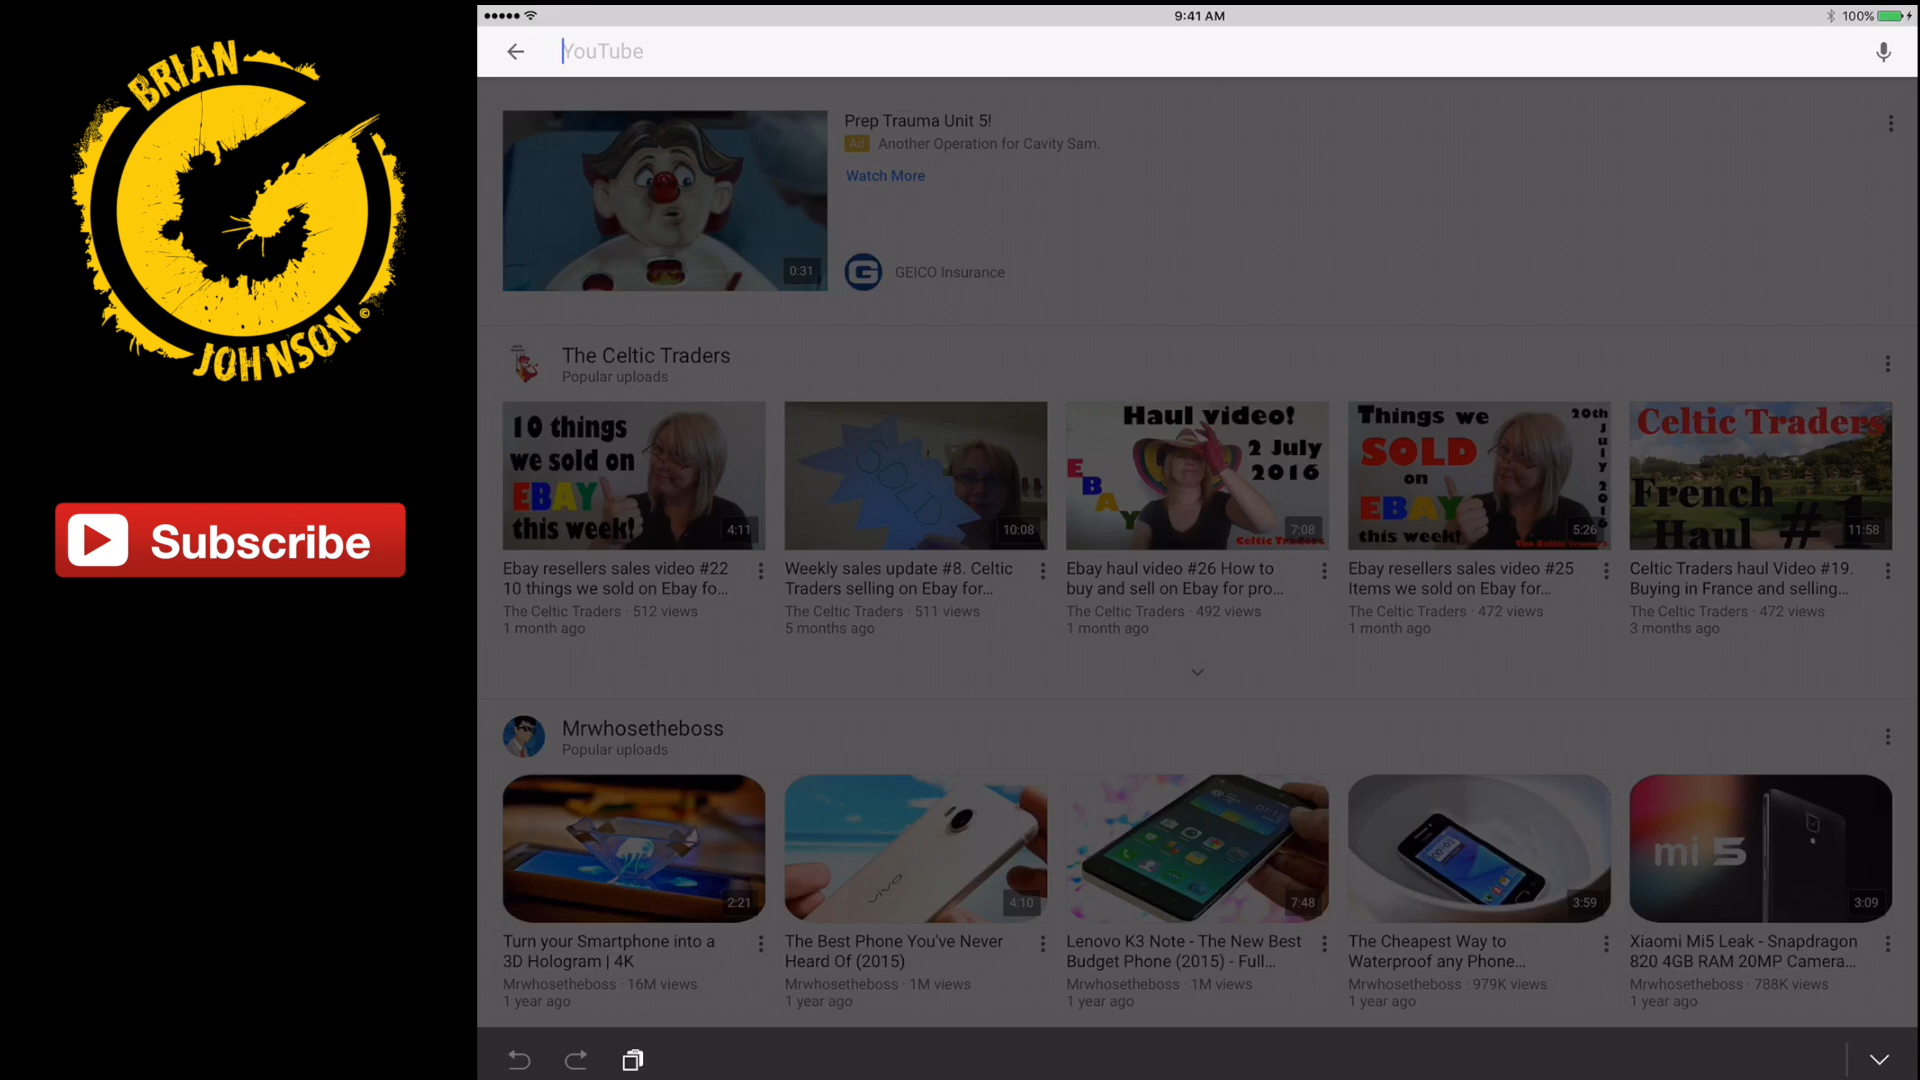 BRIAN
JOHNSON©
Subscribe
9:41 AM
100%
YouTube
Prep Trauma Unit 5!
Ad Another Operation for Cavity Sam.
Watch More
0:31
G GEICO Insurance
The Celtic Traders
Popular uploads
10 things
we sold on
EBAY
this week!
4:11
SOLD
10:08
Haul video!
2 July
2016
EBAY
7:08
Celtic Traders
Things we
SOLD
on
EBAY
this week!
20th
July
2016
5:26
The Celtic Traders
Celtic Traders
French
Haul #1
11:58
Ebay resellers sales video #22
10 things we sold on Ebay fo...
The Celtic Traders · 512 views
1 month ago
Weekly sales update #8. Celtic
Traders selling on Ebay for...
The Celtic Traders · 511 views
5 months ago
Ebay haul video #26 How to
buy and sell on Ebay for pro...
The Celtic Traders · 492 views
1 month ago
Ebay resellers sales video #25
Items we sold on Ebay for...
The Celtic Traders · 472 views
1 month ago
Celtic Traders haul Video #19.
Buying in France and selling...
The Celtic Traders · 472 views
3 months ago
Mrwhosetheboss
Popular uploads
2:21
vivo
4:10
7:48
3:59
mi 5
3:09
Turn your Smartphone into a
3D Hologram | 4K
Mrwhosetheboss · 16M views
1 year ago
The Best Phone You've Never
Heard Of (2015)
Mrwhosetheboss · 1M views
1 year ago
Lenovo K3 Note - The New Best
Budget Phone (2015) - Full...
Mrwhosetheboss · 1M views
1 year ago
The Cheapest Way to
Waterproof any Phone...
Mrwhosetheboss · 979K views
1 year ago
Xiaomi Mi5 Leak - Snapdragon
820 4GB RAM 20MP Camera...
Mrwhosetheboss · 788K views
1 year ago